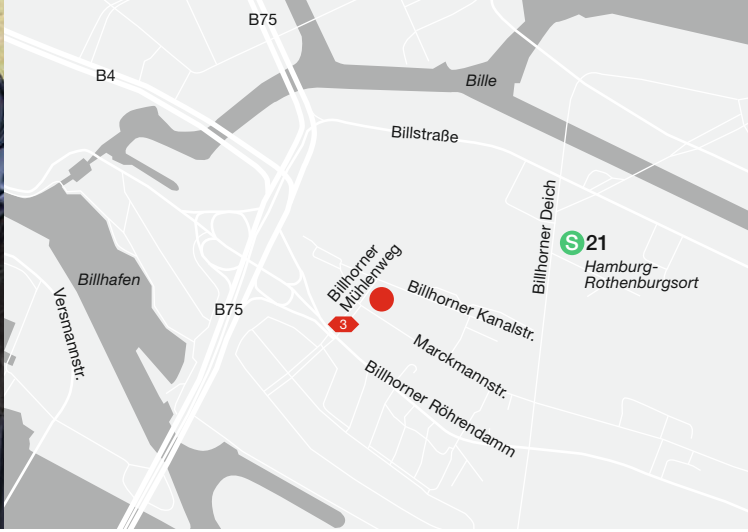 B75
B4
Bille
Billstraße
Billhorner Deich
S 21
Hamburg-
Rothenburgsort
Billhorner
Mühlenweg
Billhafen
Versmannstr.
B75
3
Billhorner Kanalstr.
Marckmannstr.
Billhorner Röhrendamm